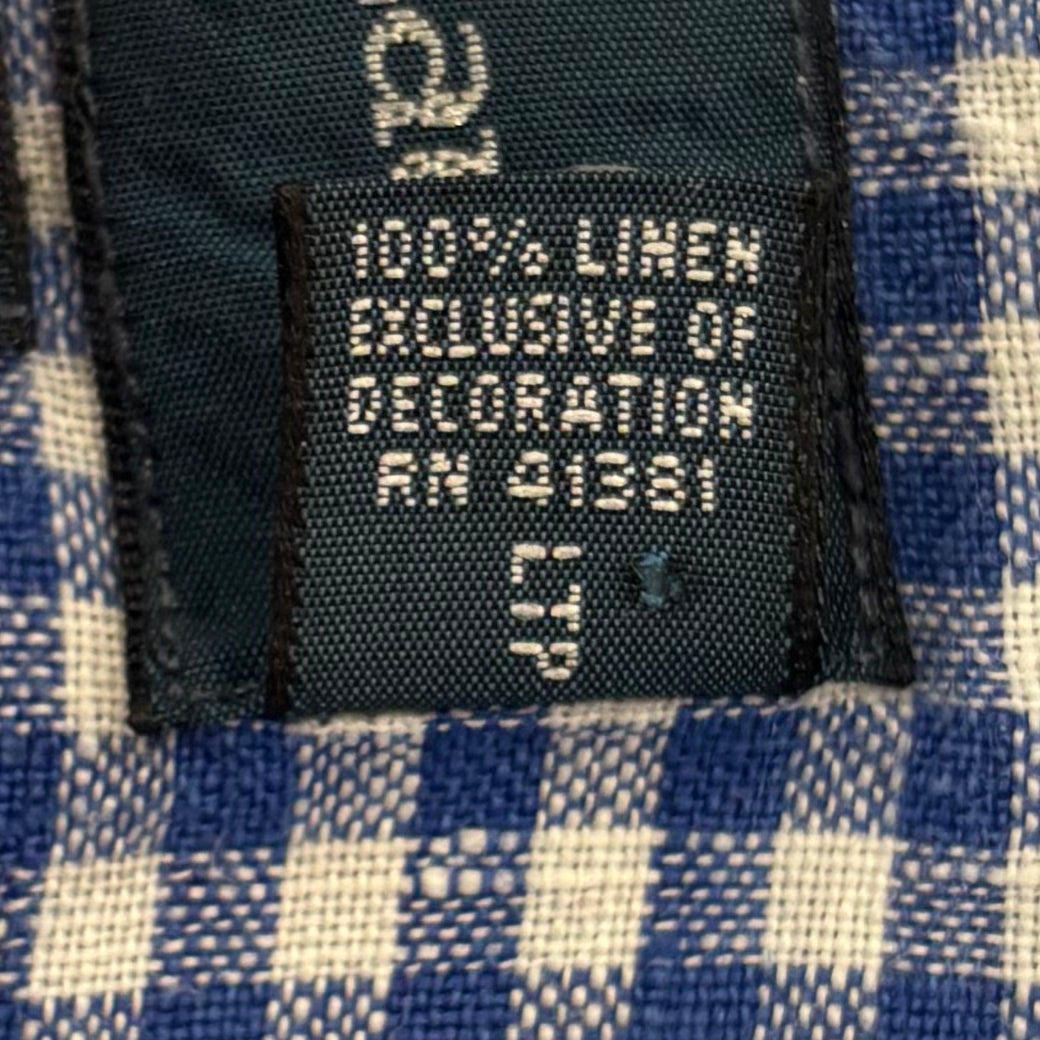 100% LINEN
EXCLUSIVE OF
DECORATION
RN 41381
LTP